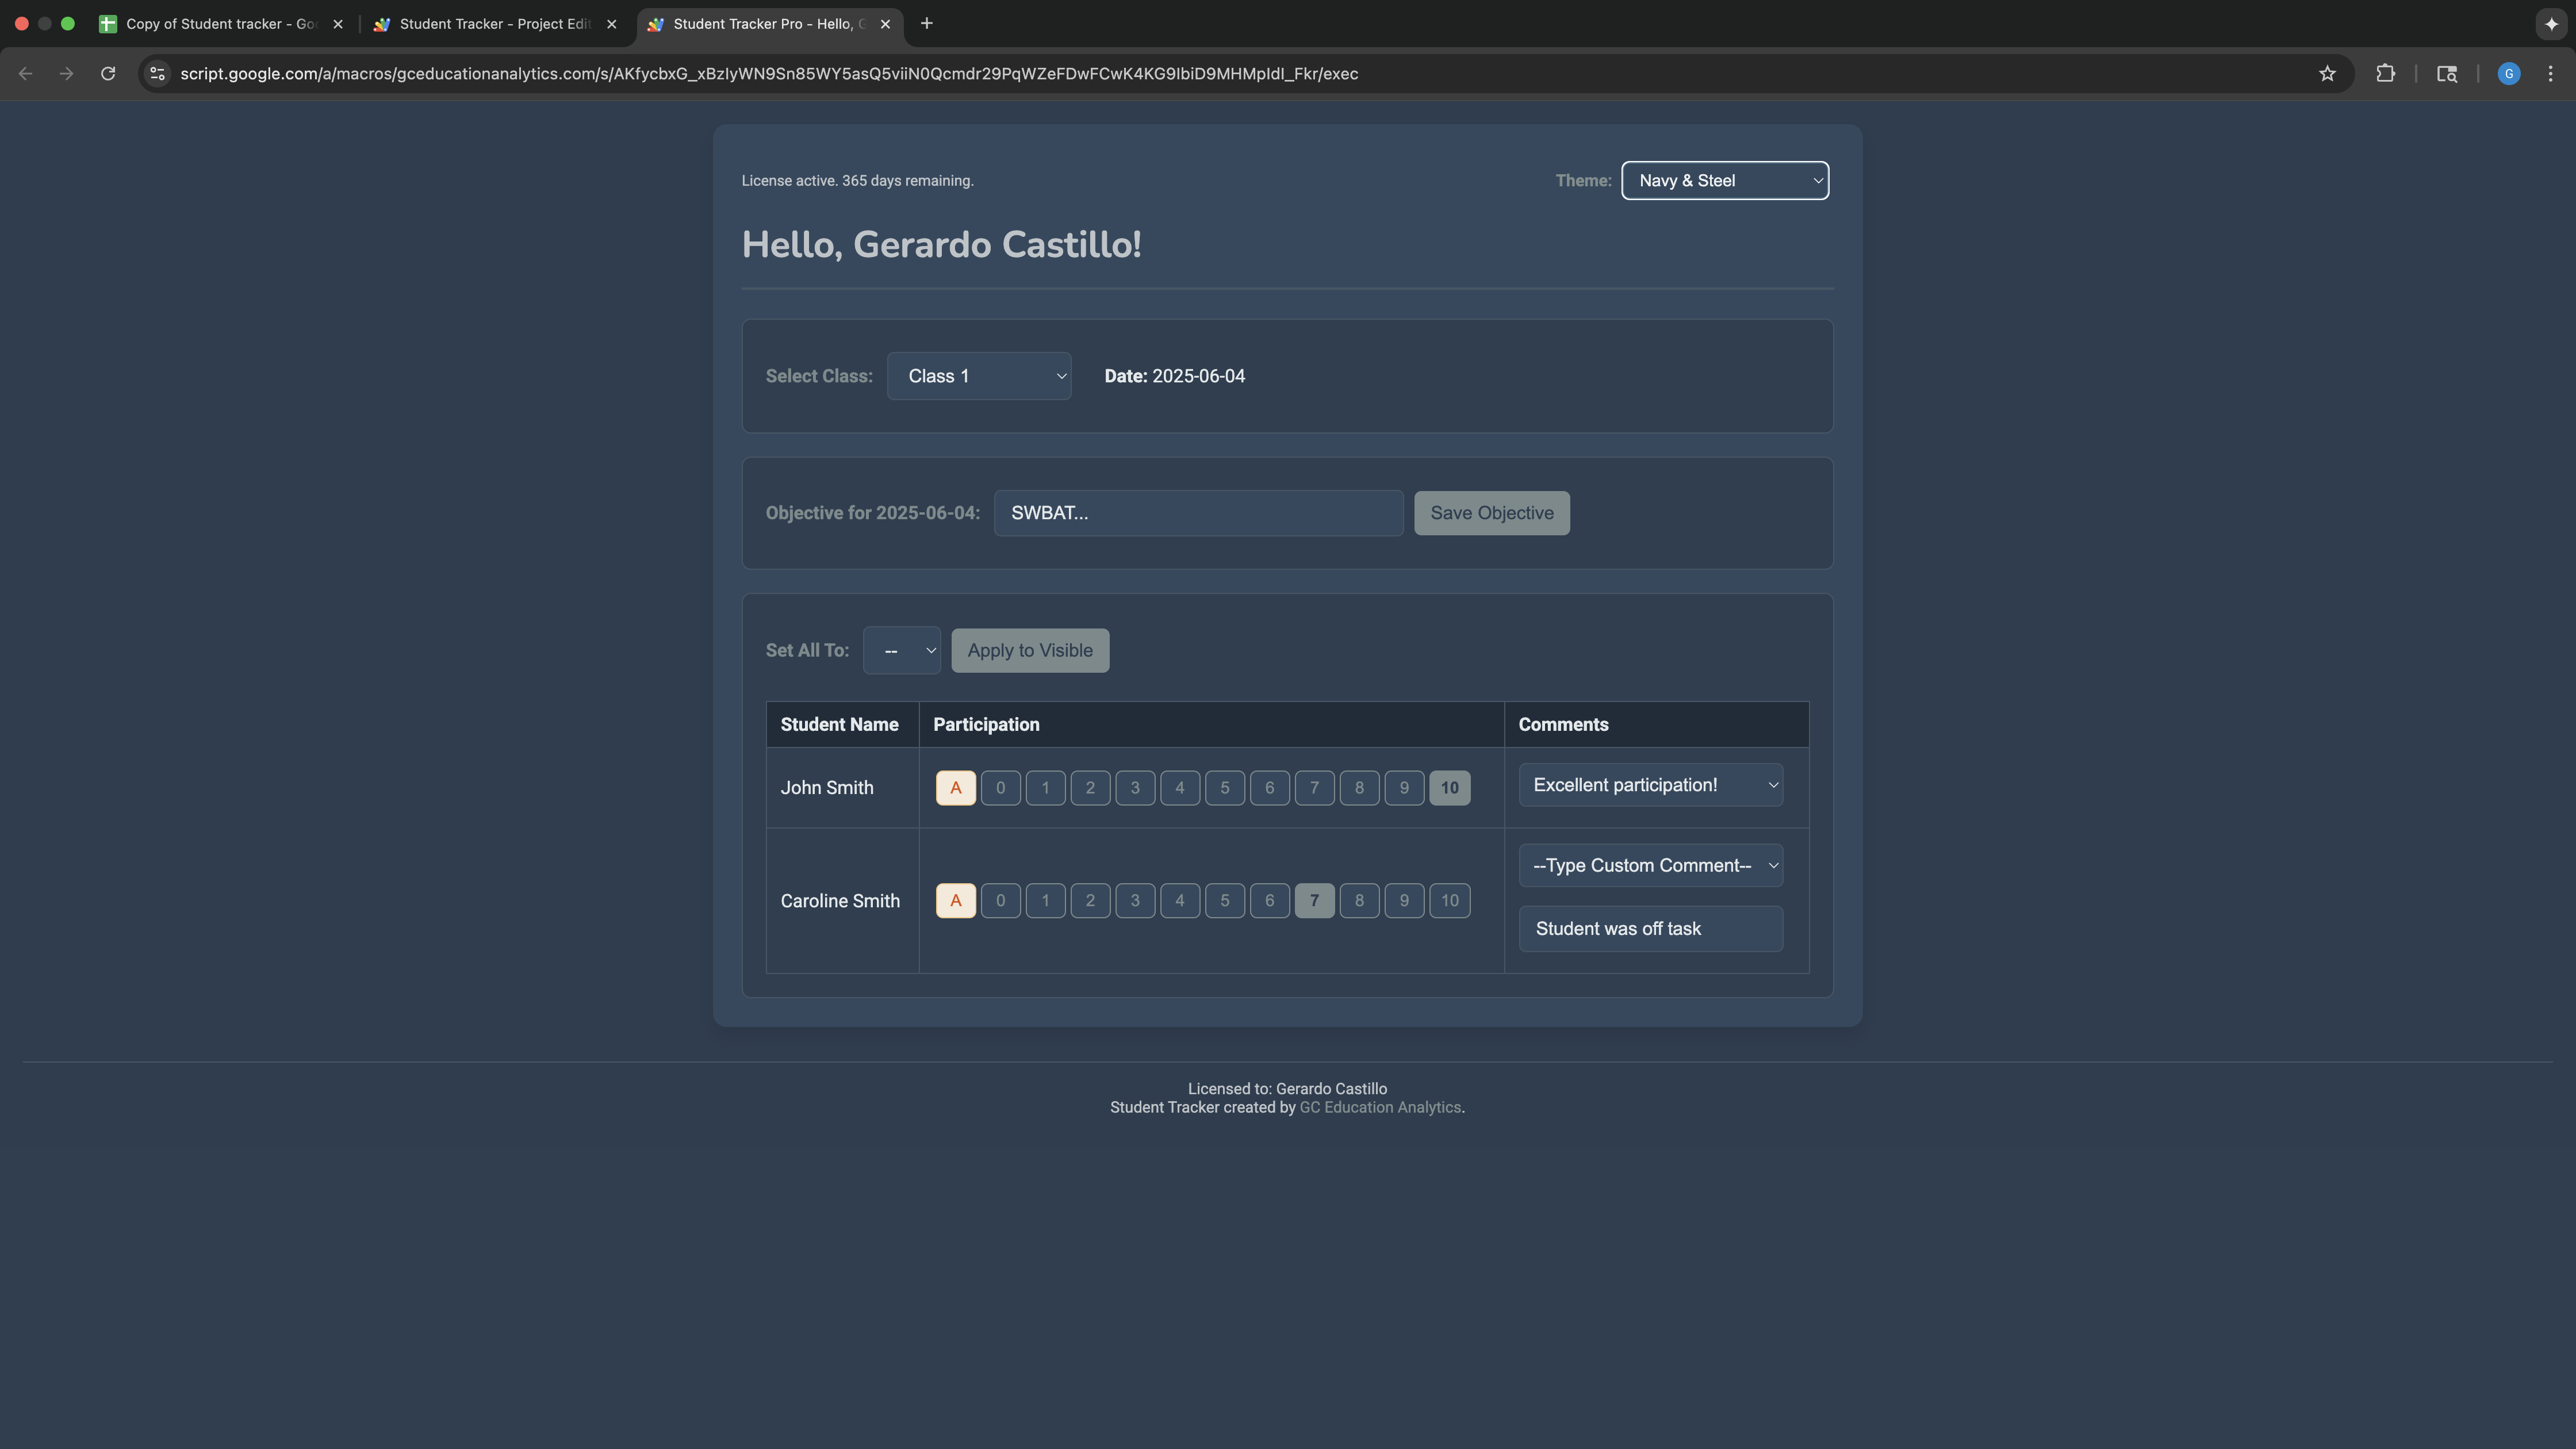 Copy of Student tracker - Go
Student Tracker - Project Edit
Student Tracker Pro - Hello, G
script.google.com/a/macros/gceducationanalytics.com/s/AKfycbxG_xBzIyWN9Sn85WY5asQ5viiN0Qcmdr29PqWZeFDwFCwK4KG9IbiD9MHMpIdI_Fkr/exec
G
License active. 365 days remaining.
Theme: Navy & Steel
Hello, Gerardo Castillo!
Select Class: Class 1 Date: 2025-06-04
Objective for 2025-06-04: SWBAT... Save Objective
Set All To: -- Apply to Visible
Student Name Participation Comments
John Smith A 0 1 2 3 4 5 6 7 8 9 10 Excellent participation!
--Type Custom Comment--
Caroline Smith A 0 1 2 3 4 5 6 7 8 9 10
Student was off task
Licensed to: Gerardo Castillo
Student Tracker created by GC Education Analytics.